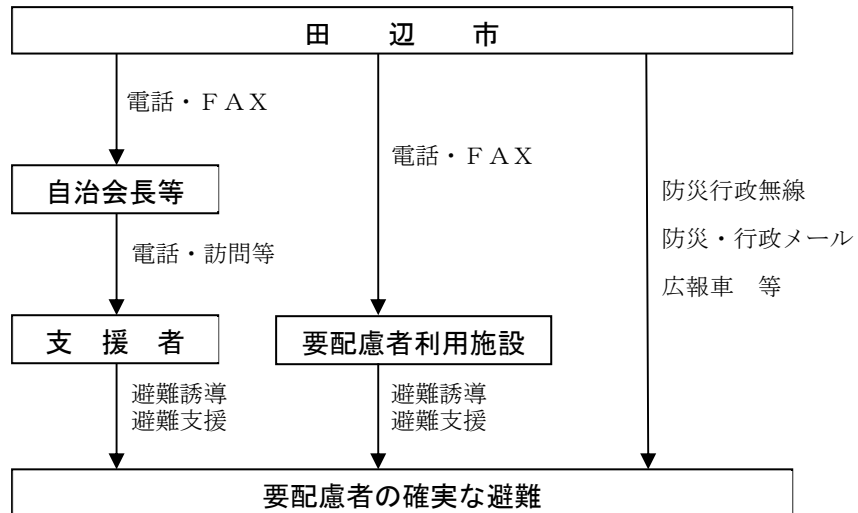 田　辺　市
電話・ＦＡＸ
電話・ＦＡＸ
自治会長等
防災行政無線
電話・訪問等
防災・行政メール
広報車　等
支　援　者
要配慮者利用施設
避難誘導
避難支援
避難誘導
避難支援
要配慮者の確実な避難